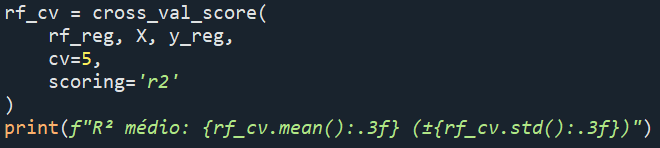 rf_cv = cross_val_score(
    rf_reg, X, y_reg,
    cv=5,
    scoring='r2'
)
print(f"R² médio: {rf_cv.mean():.3f} (±{rf_cv.std():.3f})")